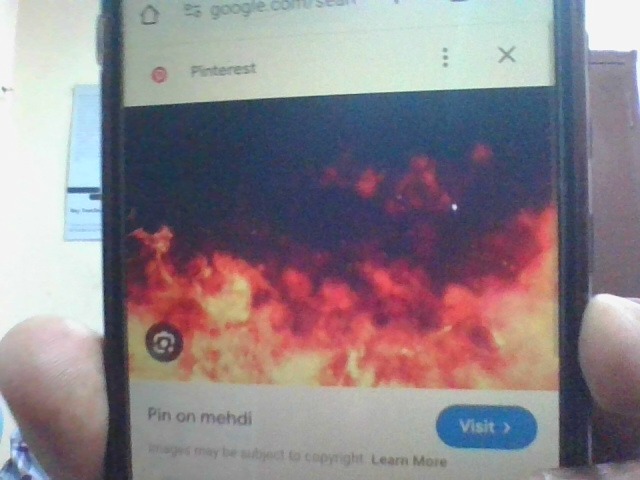 google.com/sear
Pinterest
Pin on mehdi
Visit >
Images may be subject to copyright. Learn More